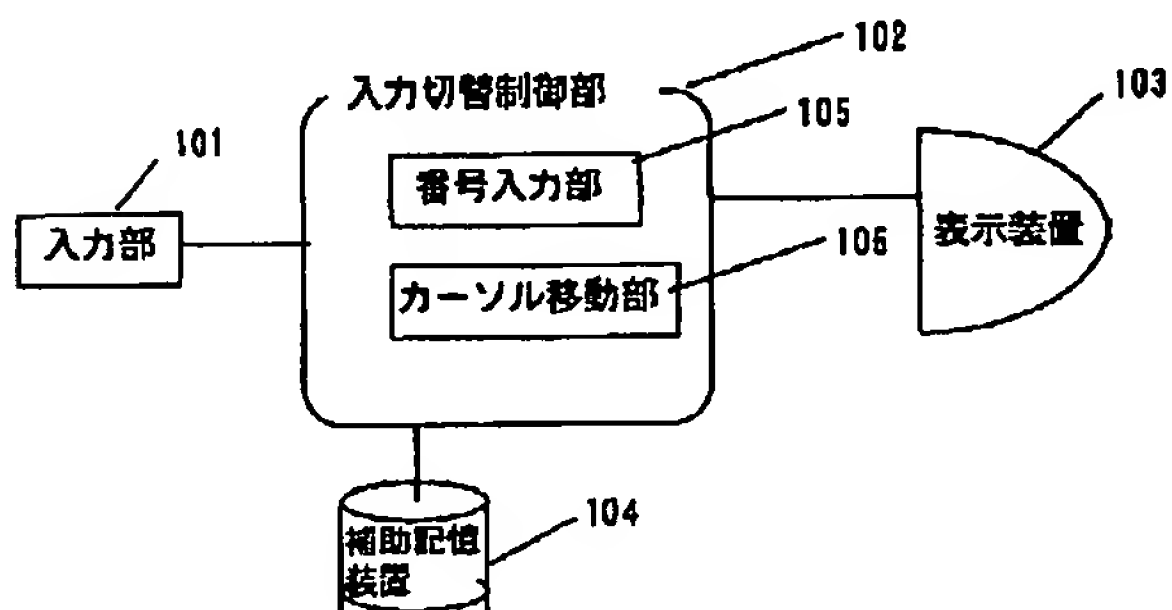 102
入力切替制御部
103
105
101
番号入力部
入力部
表示装置
106
カーソル移動部
104
補助記憶
装置